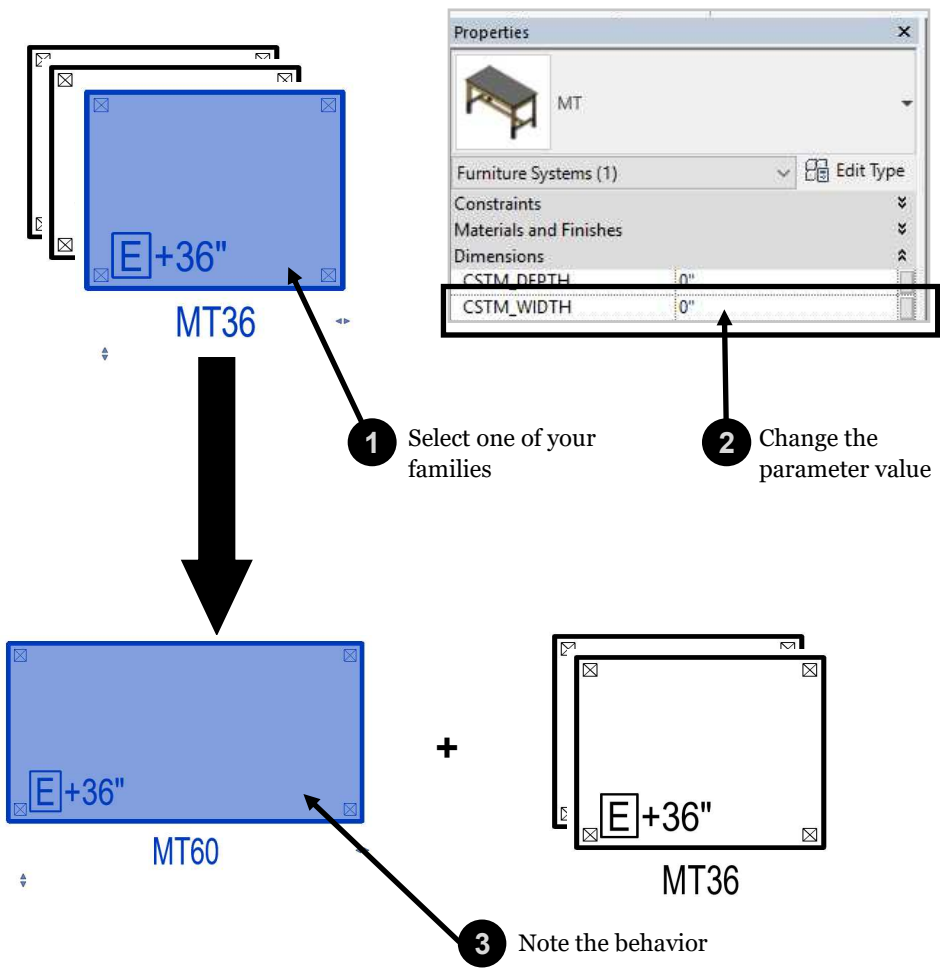 Properties
MT
Furniture Systems (1)
Edit Type
Constraints
Materials and Finishes
Dimensions
CSTM_DEPTH 0"
CSTM_WIDTH 0"
E +36"
MT36
1 Select one of your
families
2 Change the
parameter value
E +36"
MT60
+
E +36"
MT36
3 Note the behavior